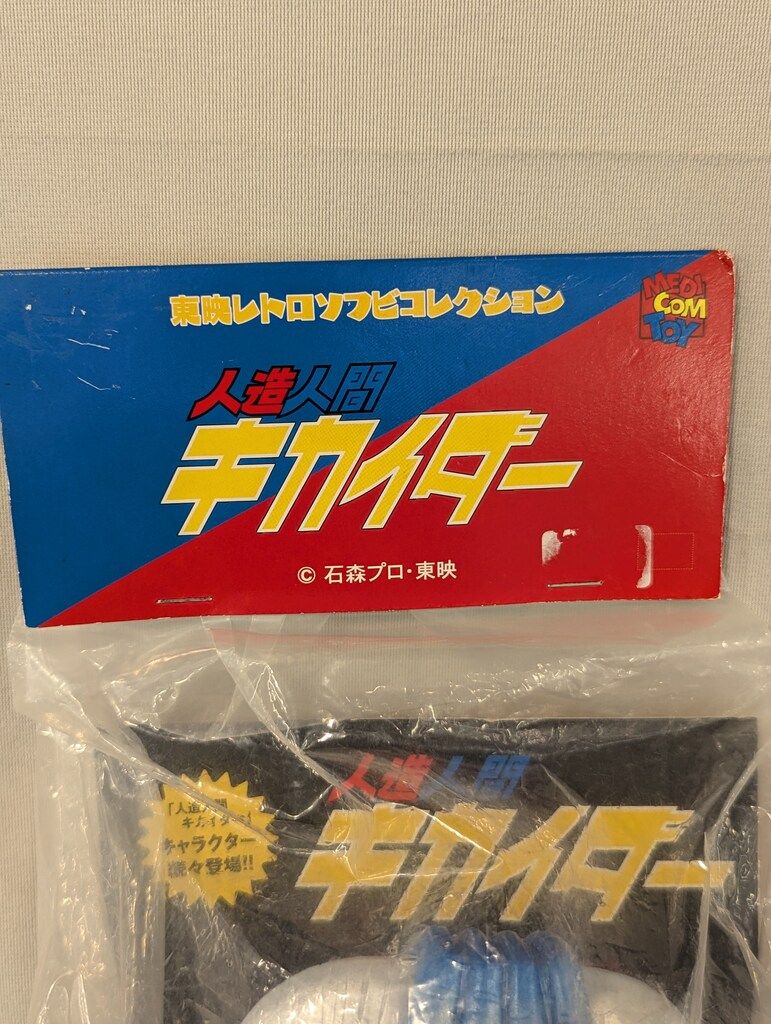 東映レトロソフビコレクション
MEDI
COM
TOY
人造人間
キカイダー
© 石森プロ・東映
人造人間
キカイダー
「人造人間
キカイダー」
キャラクター
続々登場!!